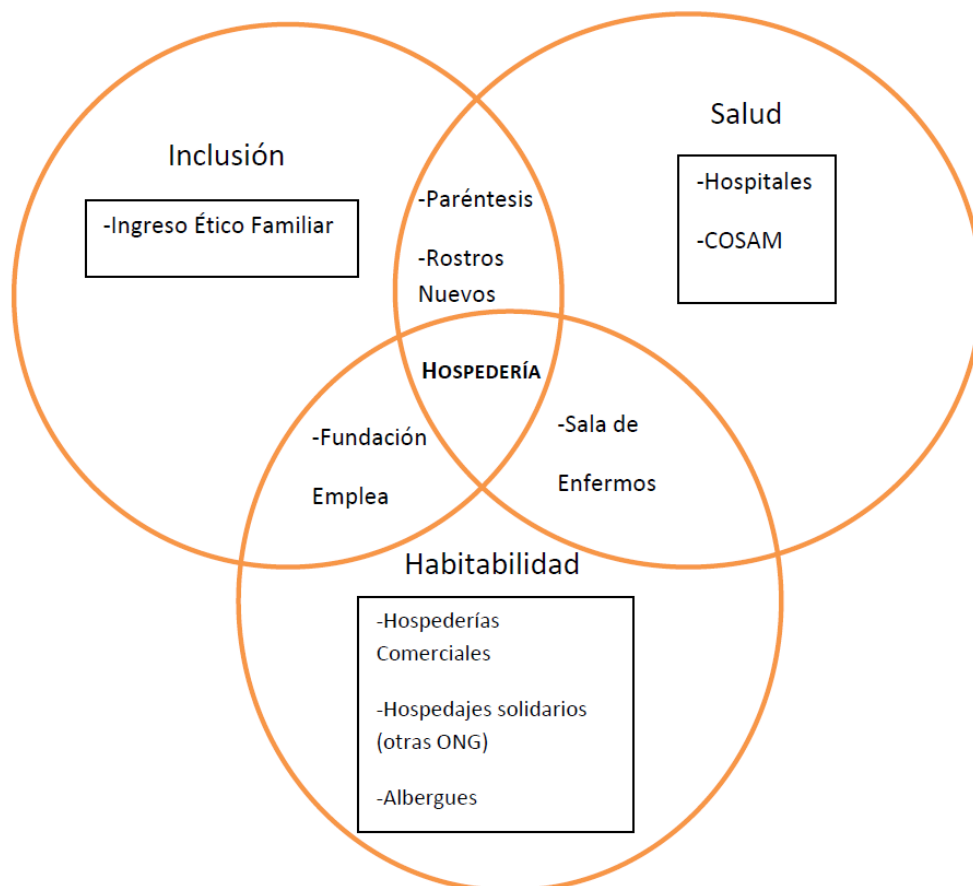 Inclusión
-Ingreso Ético Familiar
Salud
-Hospitales
-COSAM
-Paréntesis
-Rostros
Nuevos
HOSPEDERÍA
-Fundación
Emplea
-Sala de
Enfermos
Habitabilidad
-Hospederías
Comerciales
-Hospedajes solidarios
(otras ONG)
-Albergues